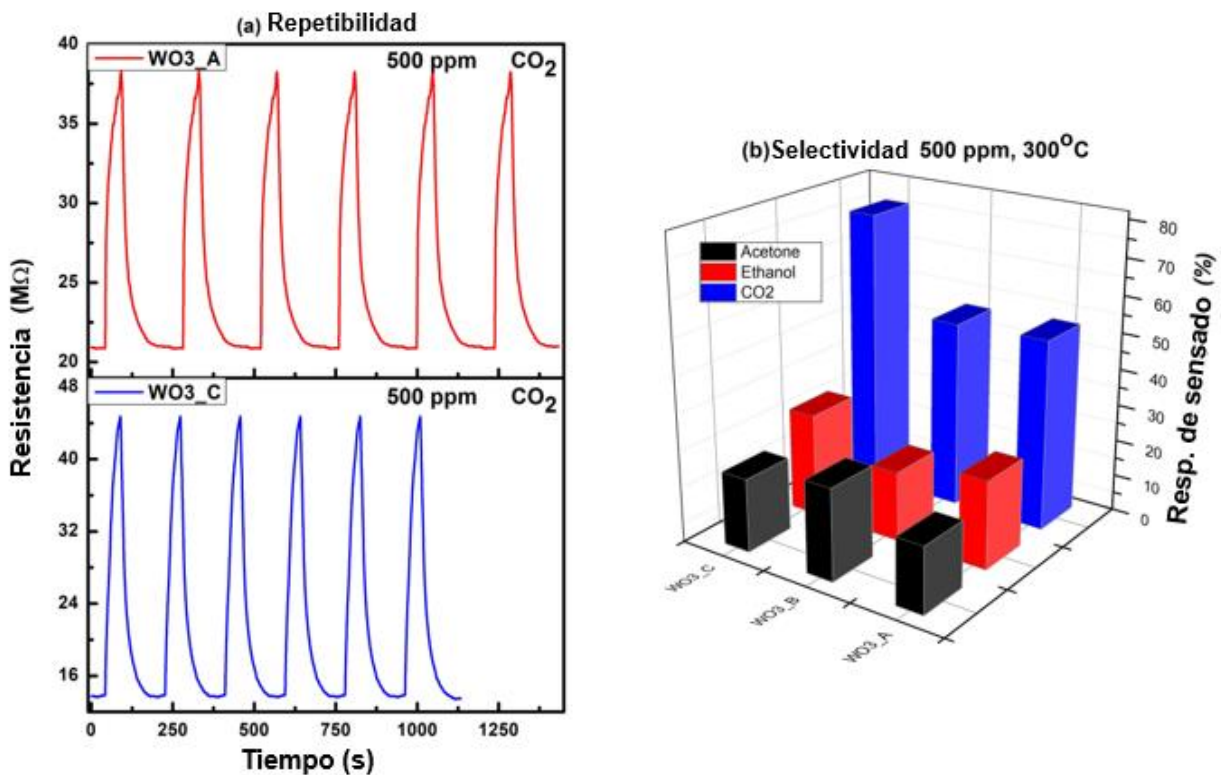 (a) Repetibilidad
40
WO3_A 500 ppm CO2
35
30
25
20
48
WO3_C 500 ppm CO2
40
32
24
16
0 250 500 750 1000 1250
Tiempo (s)
Resistencia (MΩ)
(b)Selectividad 500 ppm, 300°C
Acetone
Ethanol
CO2
80
70
60
50
40
30
20
10
0
Resp. de sensado (%)
WO3_C
WO3_B
WO3_A